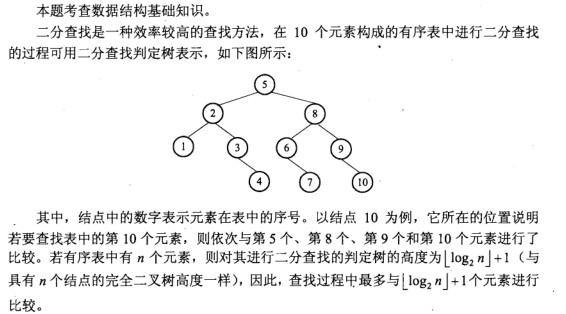 本题考查数据结构基础知识。
二分查找是一种效率较高的查找方法，在 10 个元素构成的有序表中进行二分查找
的过程可用二分查找判定树表示，如下图所示：
5
2 8
1 3 6 9
4 7 10
其中，结点中的数字表示元素在表中的序号。以结点 10 为例，它所在的位置说明
若要查找表中的第 10 个元素，则依次与第 5 个、第 8 个、第 9 个和第 10 个元素进行了
比较。若有序表中有 n 个元素，则对其进行二分查找的判定树的高度为⌊log₂ n⌋+1（与
具有 n 个结点的完全二叉树高度一样），因此，查找过程中最多与⌊log₂ n⌋+1个元素进行
比较。